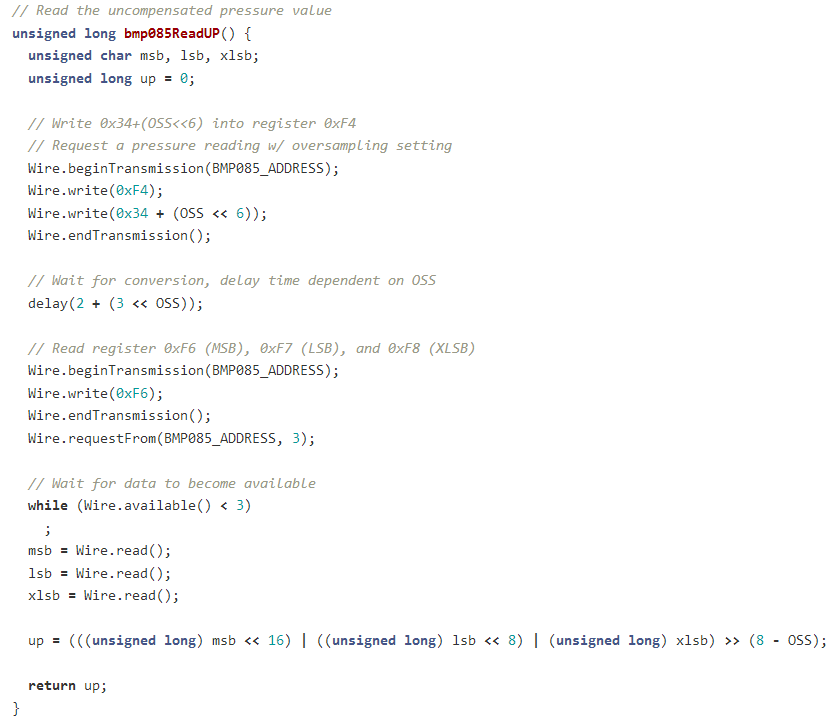 // Read the uncompensated pressure value
unsigned long bmp085ReadUP() {
  unsigned char msb, lsb, xlsb;
  unsigned long up = 0;

  // Write 0x34+(OSS<<6) into register 0xF4
  // Request a pressure reading w/ oversampling setting
  Wire.beginTransmission(BMP085_ADDRESS);
  Wire.write(0xF4);
  Wire.write(0x34 + (OSS << 6));
  Wire.endTransmission();

  // Wait for conversion, delay time dependent on OSS
  delay(2 + (3 << OSS));

  // Read register 0xF6 (MSB), 0xF7 (LSB), and 0xF8 (XLSB)
  Wire.beginTransmission(BMP085_ADDRESS);
  Wire.write(0xF6);
  Wire.endTransmission();
  Wire.requestFrom(BMP085_ADDRESS, 3);

  // Wait for data to become available
  while (Wire.available() < 3)
    ;
  msb = Wire.read();
  lsb = Wire.read();
  xlsb = Wire.read();

  up = (((unsigned long) msb << 16) | ((unsigned long) lsb << 8) | (unsigned long) xlsb) >> (8 - OSS);

  return up;
}